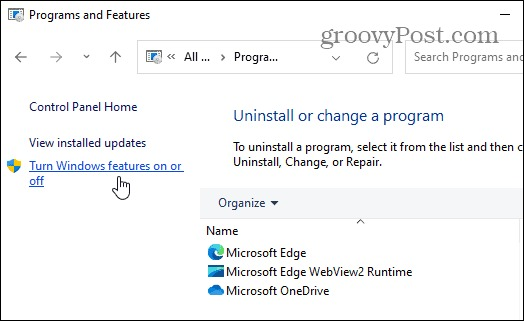 Programs and Features
groovyPost.com
All ...
Progra...
Search Programs and
Control Panel Home
Uninstall or change a program
View installed updates
To uninstall a program, select it from the list and then c
Turn Windows features on or
off
Uninstall, Change, or Repair.
Organize
Name
Microsoft Edge
Microsoft Edge WebView2 Runtime
Microsoft OneDrive